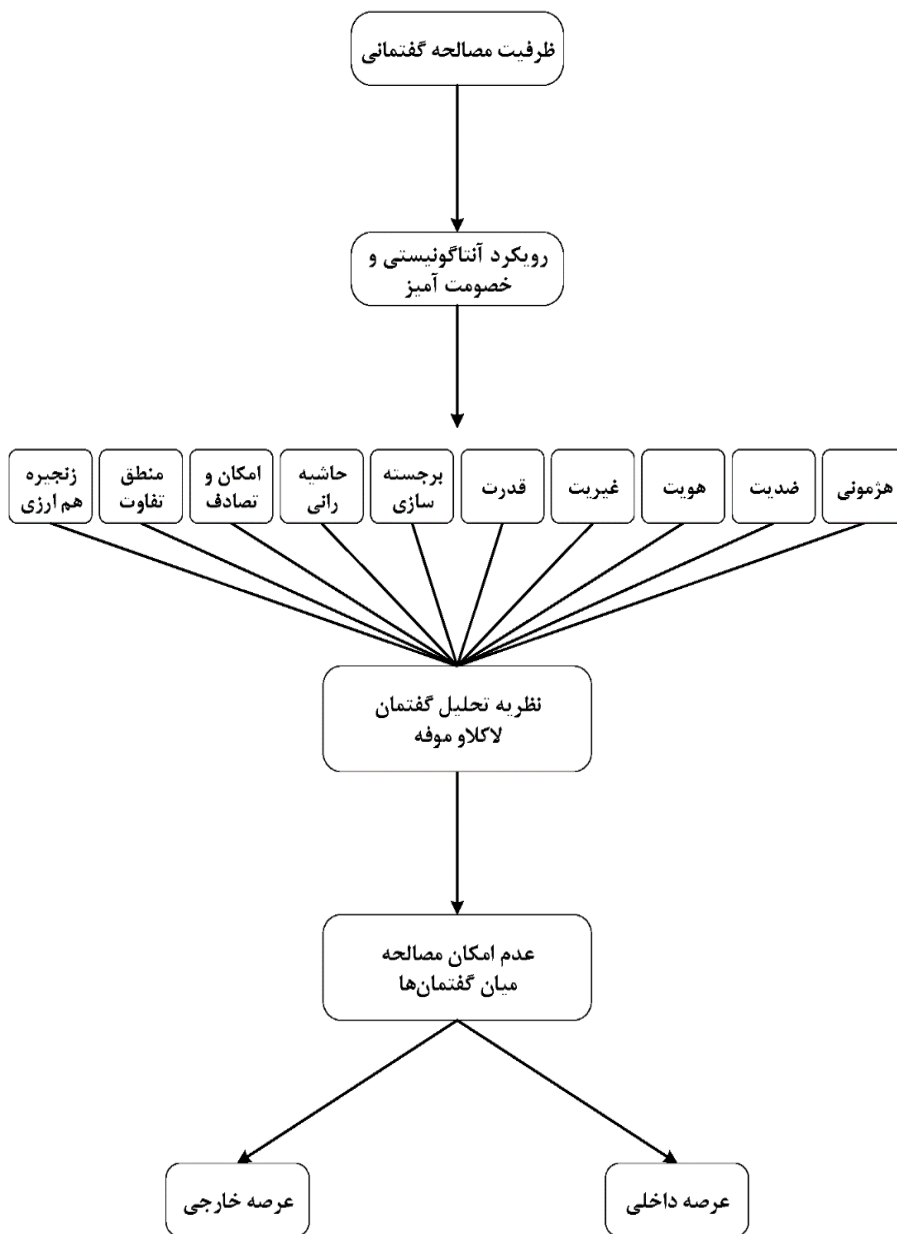 ظرفیت مصالحه گفتمانی
رویکرد آنتاگونیستی و
خصومت آمیز
هژمونی
ضدیت
هویت
غیریت
قدرت
برجسته
سازی
حاشیه
رانی
امکان و
تصادف
منطق
تفاوت
زنجیره
هم ارزی
نظریه تحلیل گفتمان
لاکلاو موفه
عدم امکان مصالحه
میان گفتمان‌ها
عرصه داخلی
عرصه خارجی